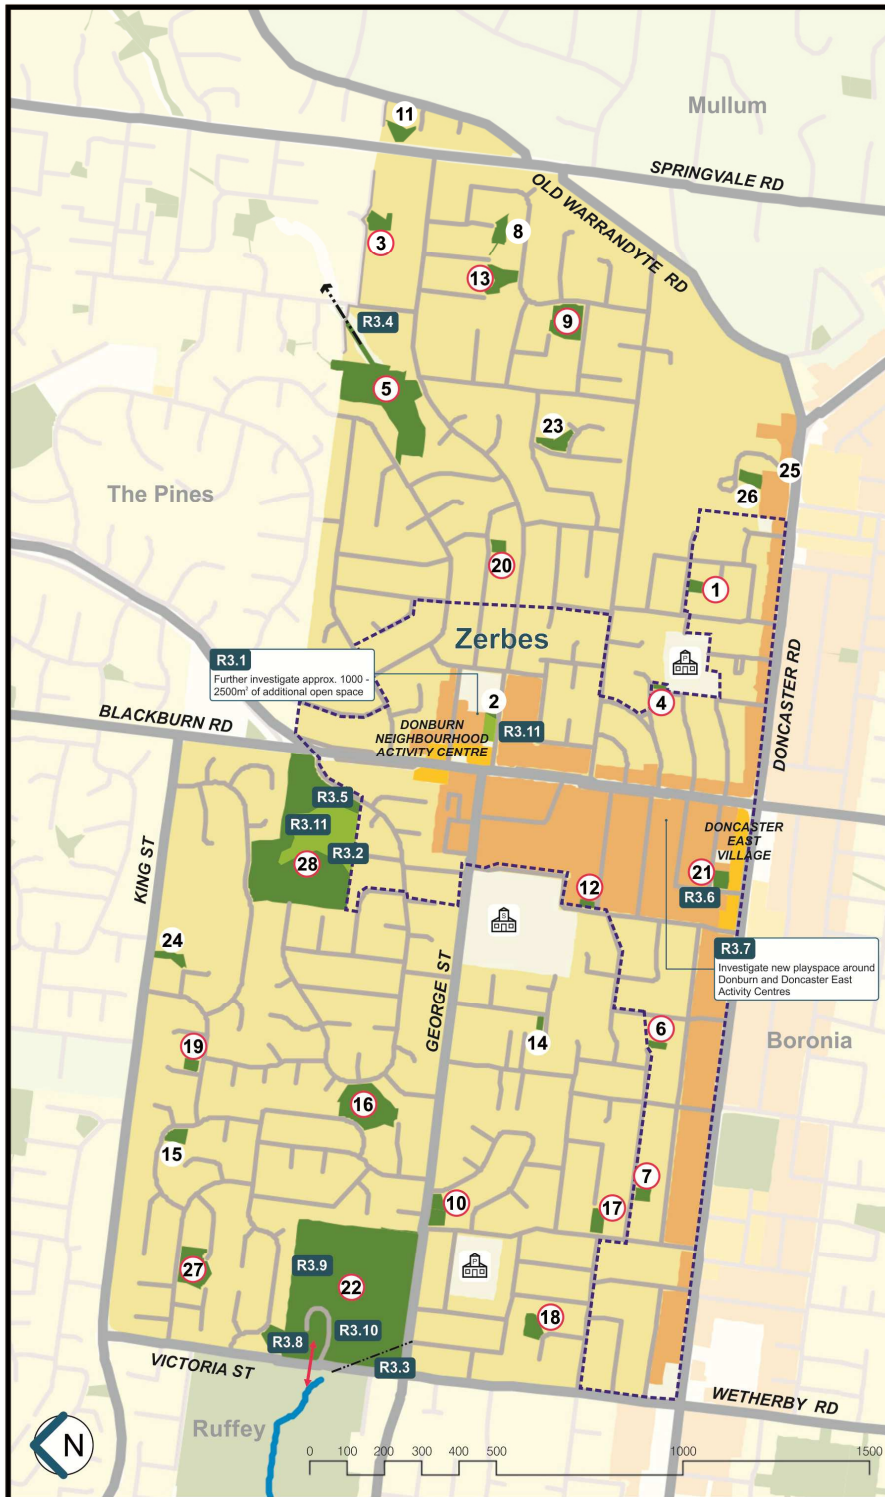 Mullum
11
SPRINGVALE RD
OLD WARRANDYTE RD
8
3
13
9
R3.4
5
23
25
26
The Pines
20
1
Zerbes
R3.1
Further investigate approx. 1000 -
2500m² of additional open space
P
DONCASTER RD
2
4
BLACKBURN RD
DONBURN
NEIGHBOURHOOD
ACTIVITY CENTRE
R3.11
R3.5
R3.11
R3.2
28
DONCASTER
EAST
VILLAGE
KING ST
21
12
R3.6
S
24
GEORGE ST
R3.7
Investigate new playspace around
Donburn and Doncaster East
Activity Centres
6
14
19
Boronia
16
15
7
10
17
R3.9
P
27
22
18
R3.10
R3.8
R3.3
VICTORIA ST
WETHERBY RD
Ruffey
N
0 100 200 300 400 500 1000 1500